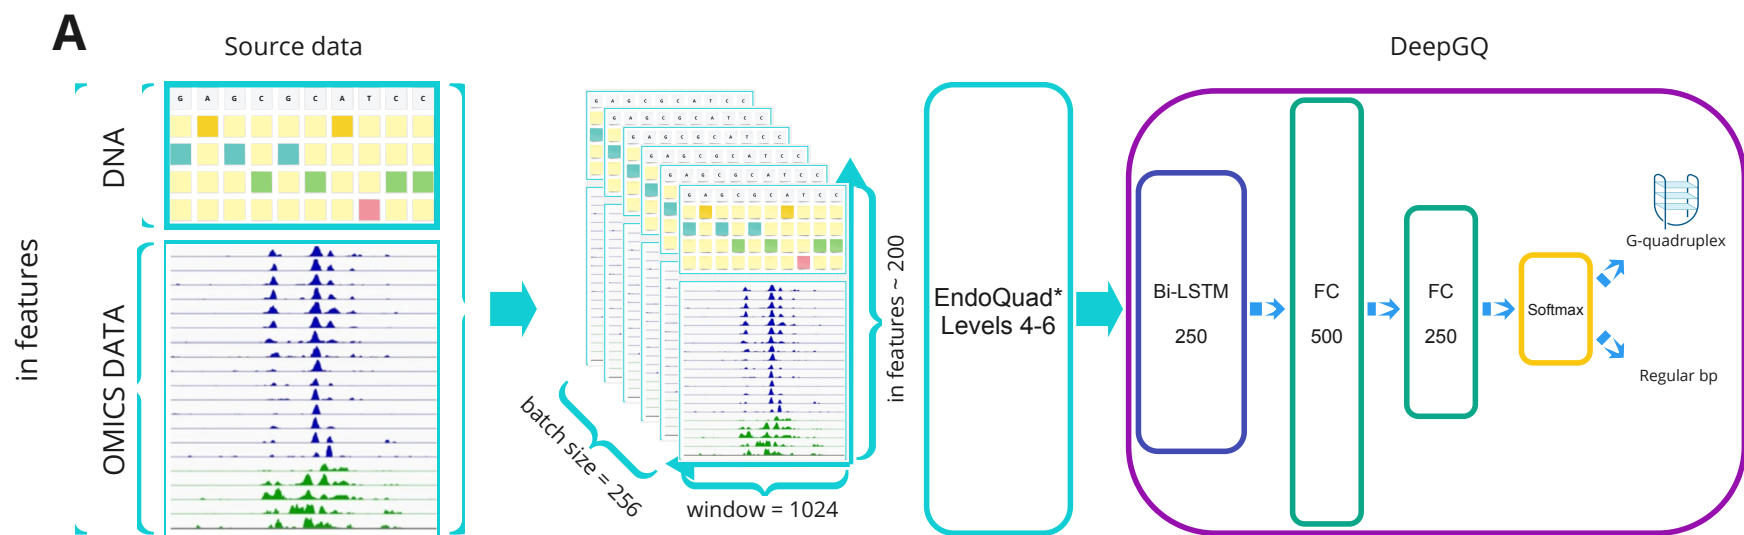 A
Source data
DeepGQ
in features
DNA
G A G C G C A T C C
OMICS DATA
G A G C G C A T C C
G A G C G C A T C C
G A G C G C A T C C
G A G C G C A T C C
G A G C G C A T C C
G A G C G C A T C C
in features ~ 200
batch size = 256
window = 1024
EndoQuad*
Levels 4-6
Bi-LSTM
250
FC
500
FC
250
Softmax
G-quadruplex
Regular bp